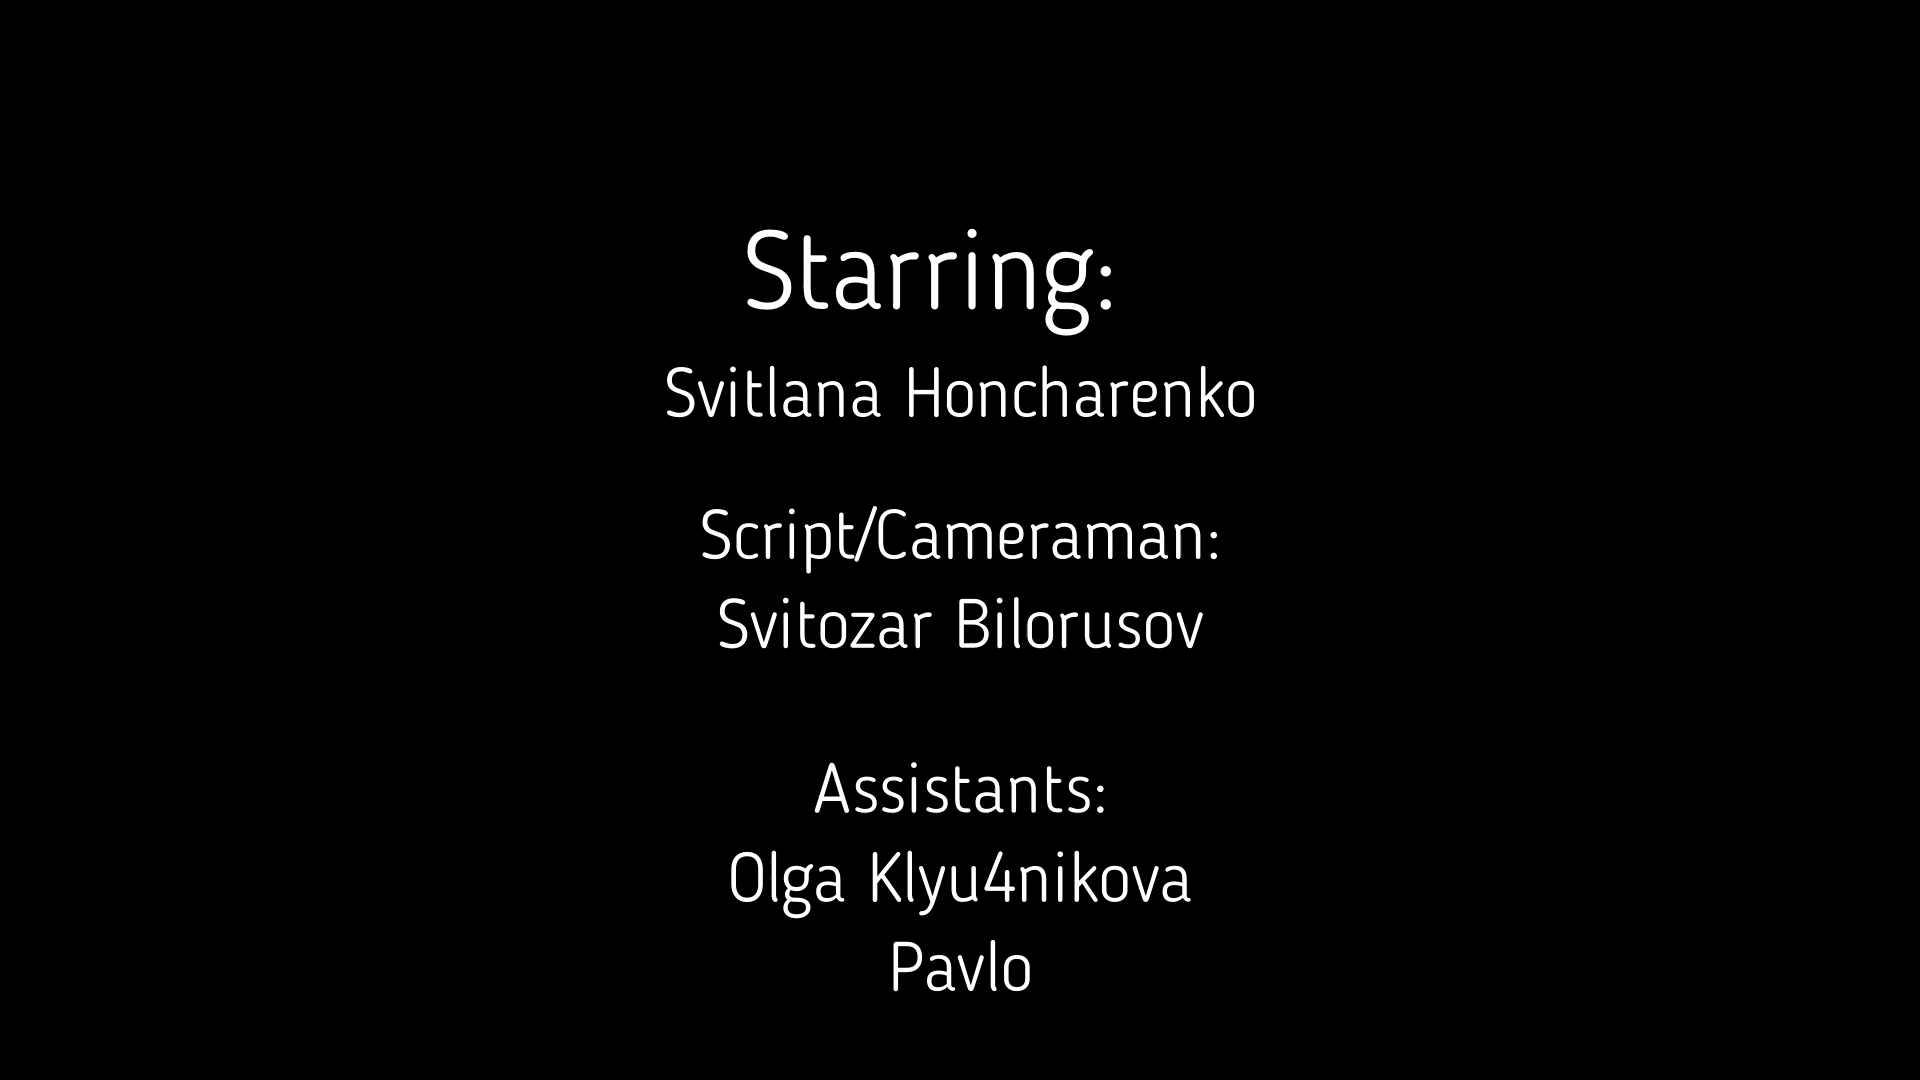 Starring:
Svitlana Honcharenko
Script/Cameraman:
Svitozar Bilorusov
Assistants:
Olga Klyu4nikova
Pavlo